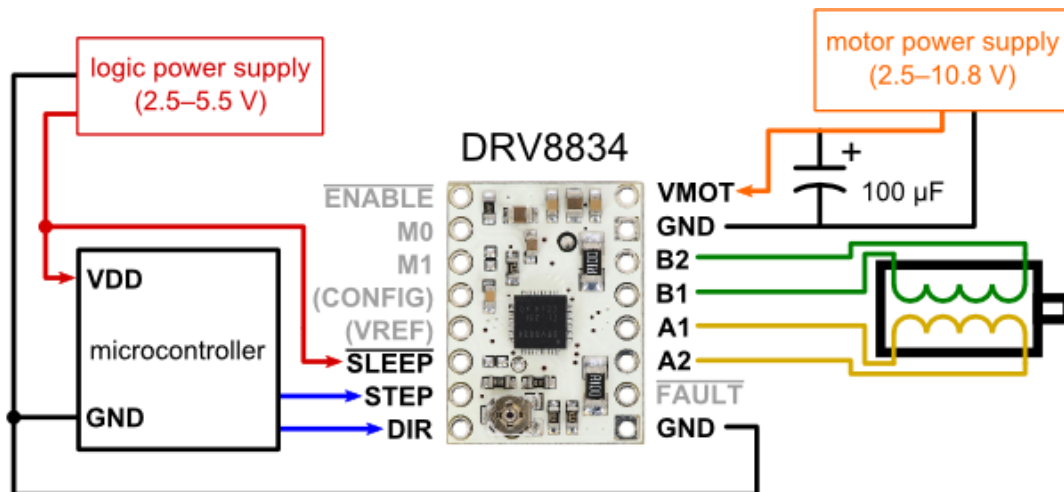 logic power supply
(2.5–5.5 V)
motor power supply
(2.5–10.8 V)
DRV8834
+
100 µF
ENABLE
M0
M1
(CONFIG)
(VREF)
SLEEP
STEP
DIR
VMOT
GND
B2
B1
A1
A2
FAULT
GND
VDD
microcontroller
GND